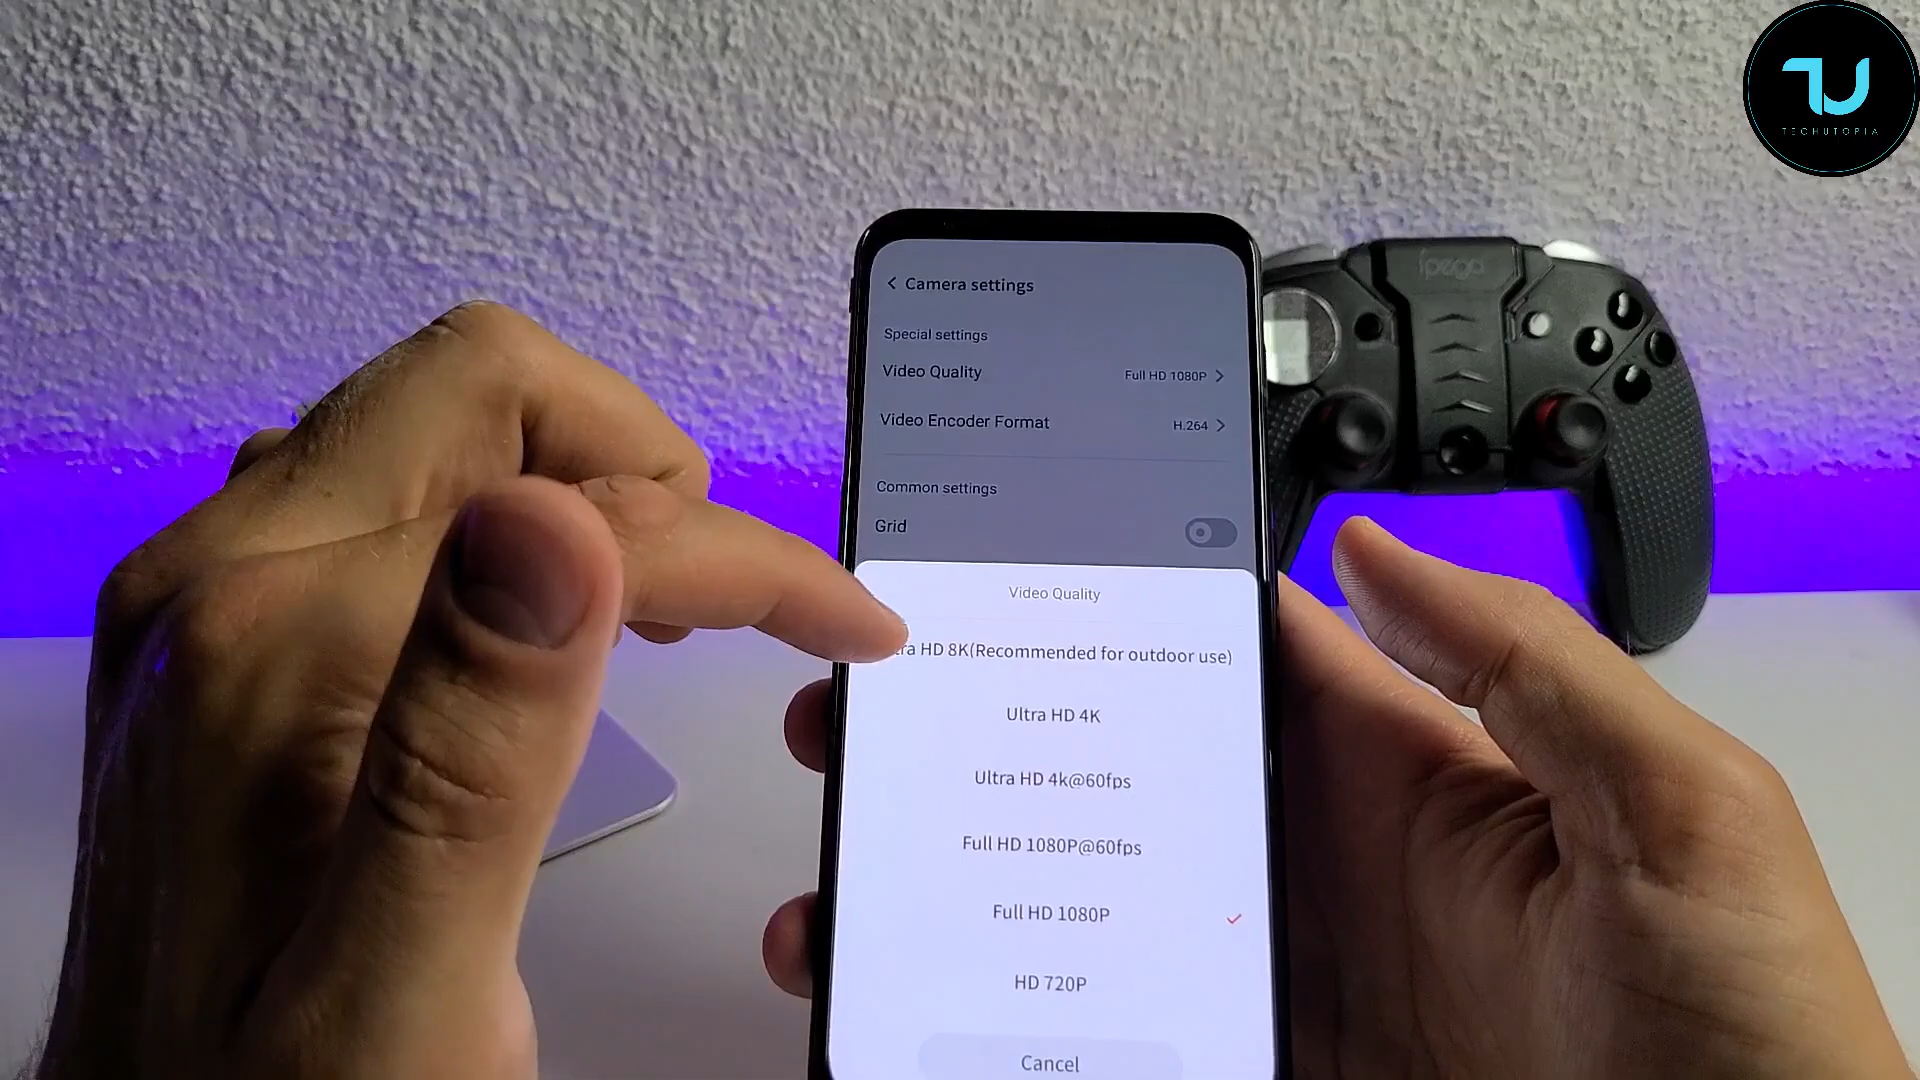 TECHUTOPIA
ipega
Camera settings
Special settings
Video Quality Full HD 1080P
Video Encoder Format H.264
Common settings
Grid
Video Quality
tra HD 8K(Recommended for outdoor use)
Ultra HD 4K
Ultra HD 4k@60fps
Full HD 1080P@60fps
Full HD 1080P
HD 720P
Cancel